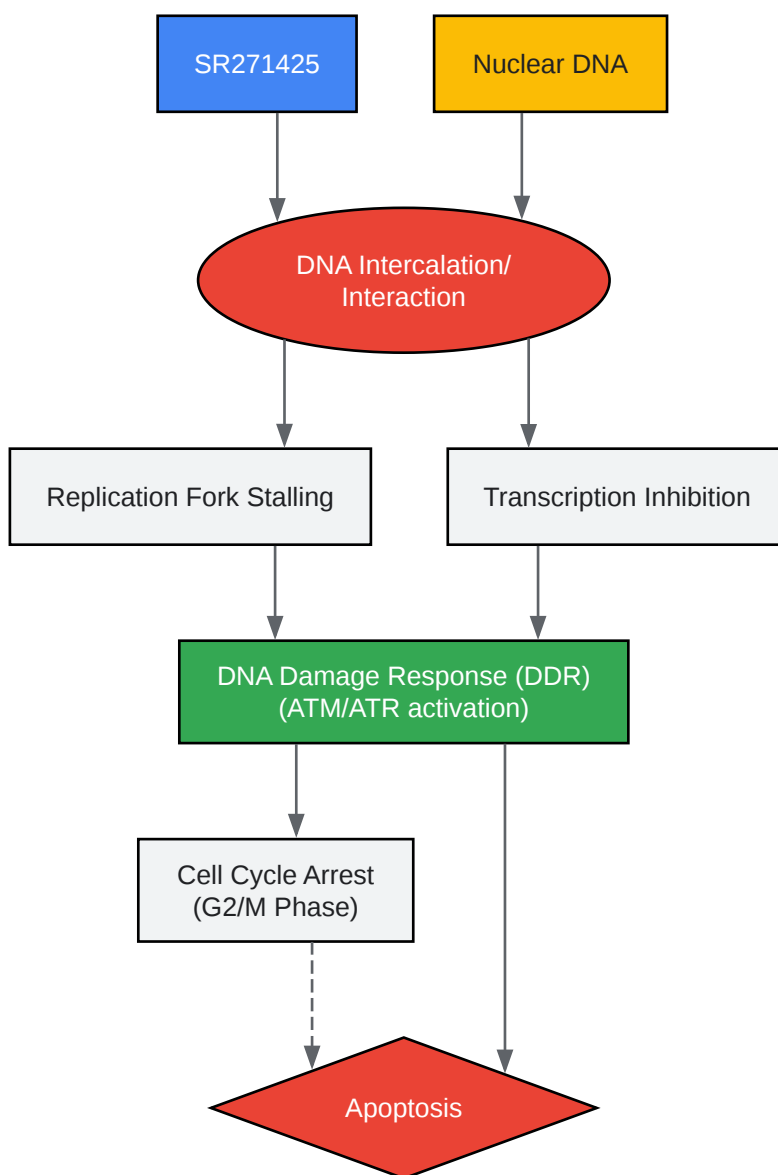 SR271425
Nuclear DNA
DNA Intercalation/
Interaction
Replication Fork Stalling
Transcription Inhibition
DNA Damage Response (DDR)
(ATM/ATR activation)
Cell Cycle Arrest
(G2/M Phase)
Apoptosis